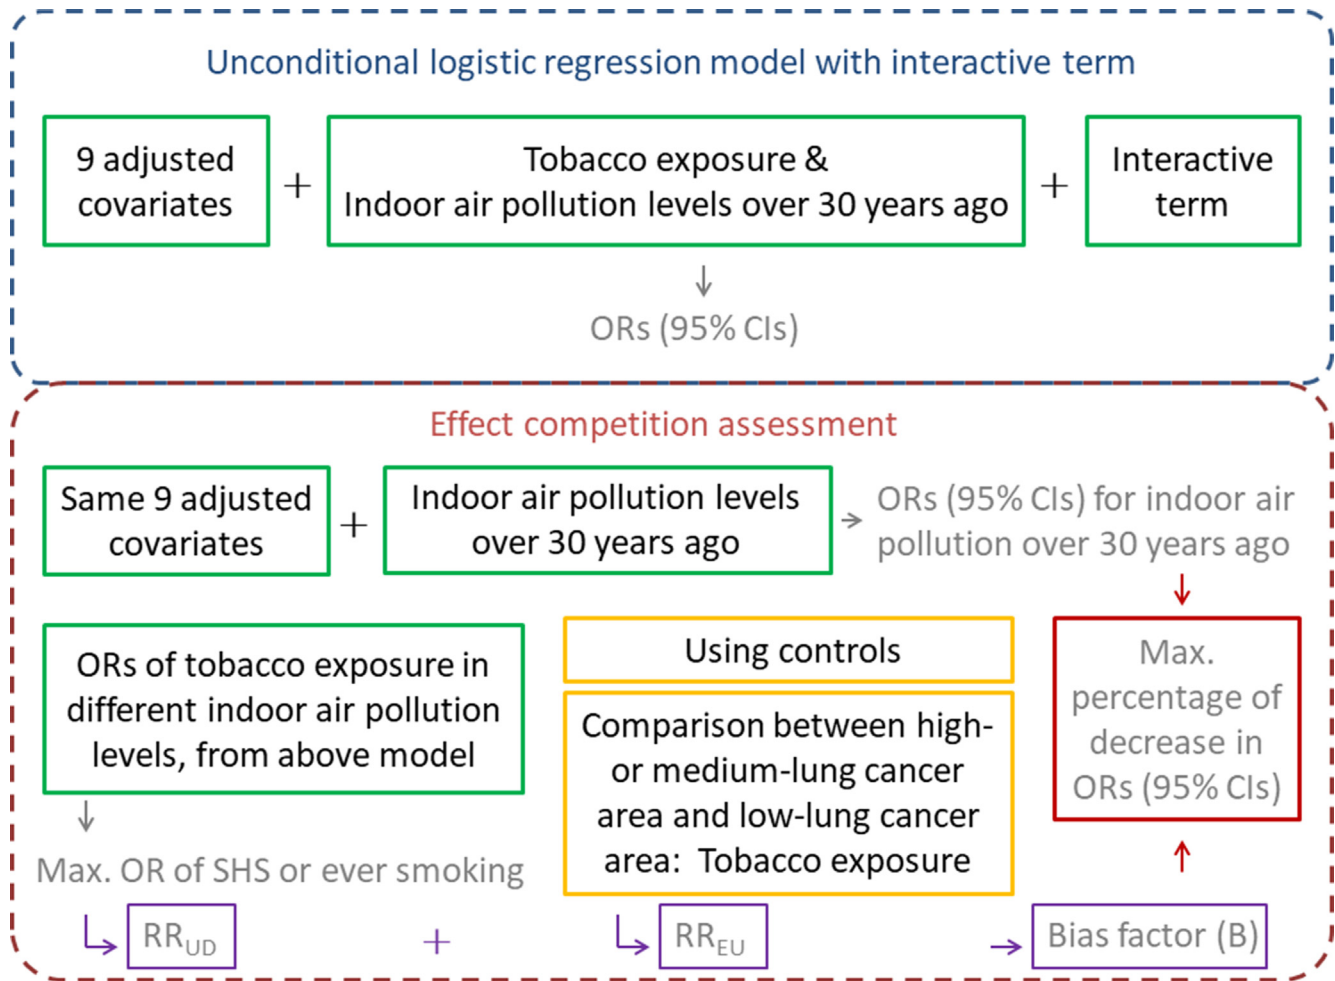 Unconditional logistic regression model with interactive term
9 adjusted
covariates
+
Tobacco exposure &
Indoor air pollution levels over 30 years ago
+
Interactive
term
↓
ORs (95% CIs)
Effect competition assessment
Same 9 adjusted
covariates
+
Indoor air pollution levels
over 30 years ago
→
ORs (95% CIs) for indoor air
pollution over 30 years ago
↓
ORs of tobacco exposure in
different indoor air pollution
levels, from above model
↓
Max. OR of SHS or ever smoking
Using controls
Comparison between high-
or medium-lung cancer
area and low-lung cancer
area: Tobacco exposure
Max.
percentage of
decrease in
ORs (95% CIs)
↑
↳ RR_UD
+
↳ RR_EU
→
Bias factor (B)